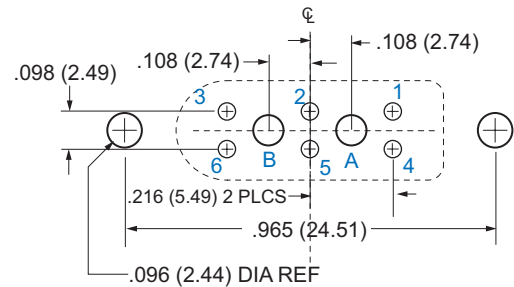 ℄
.108 (2.74)
.108 (2.74)
.098 (2.49)
3 2 1
B A
6 5 4
.216 (5.49) 2 PLCS
.965 (24.51)
.096 (2.44) DIA REF